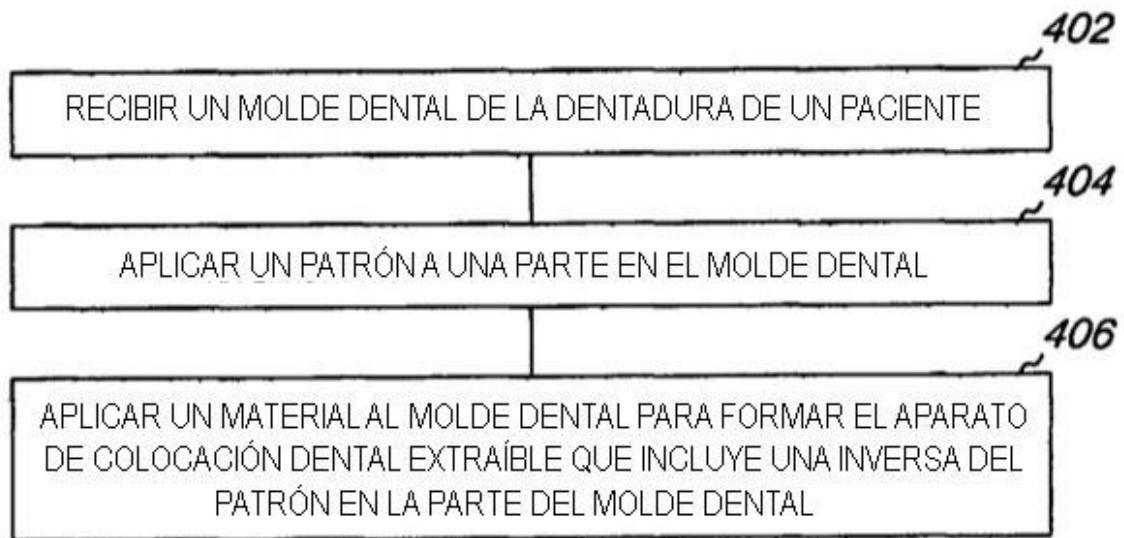 402
RECIBIR UN MOLDE DENTAL DE LA DENTADURA DE UN PACIENTE
404
APLICAR UN PATRÓN A UNA PARTE EN EL MOLDE DENTAL
406
APLICAR UN MATERIAL AL MOLDE DENTAL PARA FORMAR EL APARATO
DE COLOCACIÓN DENTAL EXTRAÍBLE QUE INCLUYE UNA INVERSA DEL
PATRÓN EN LA PARTE DEL MOLDE DENTAL